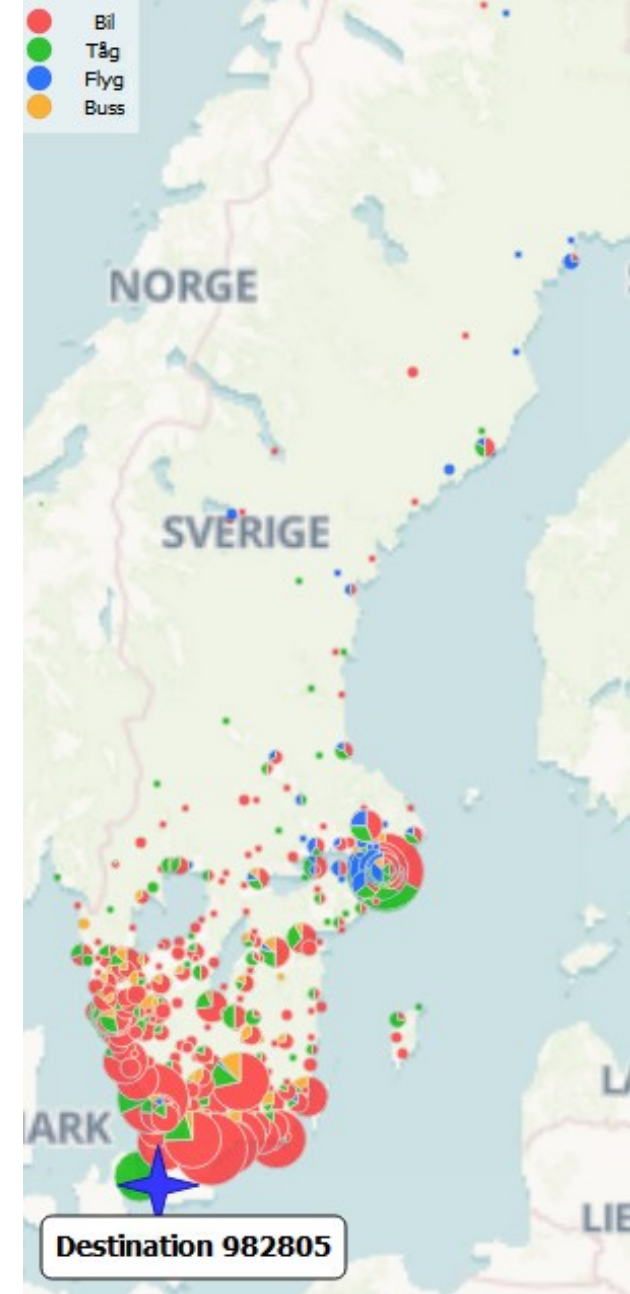 Bil
Tåg
Flyg
Buss
NORGE
SVERIGE
ARK
LA
LIE
Destination 982805